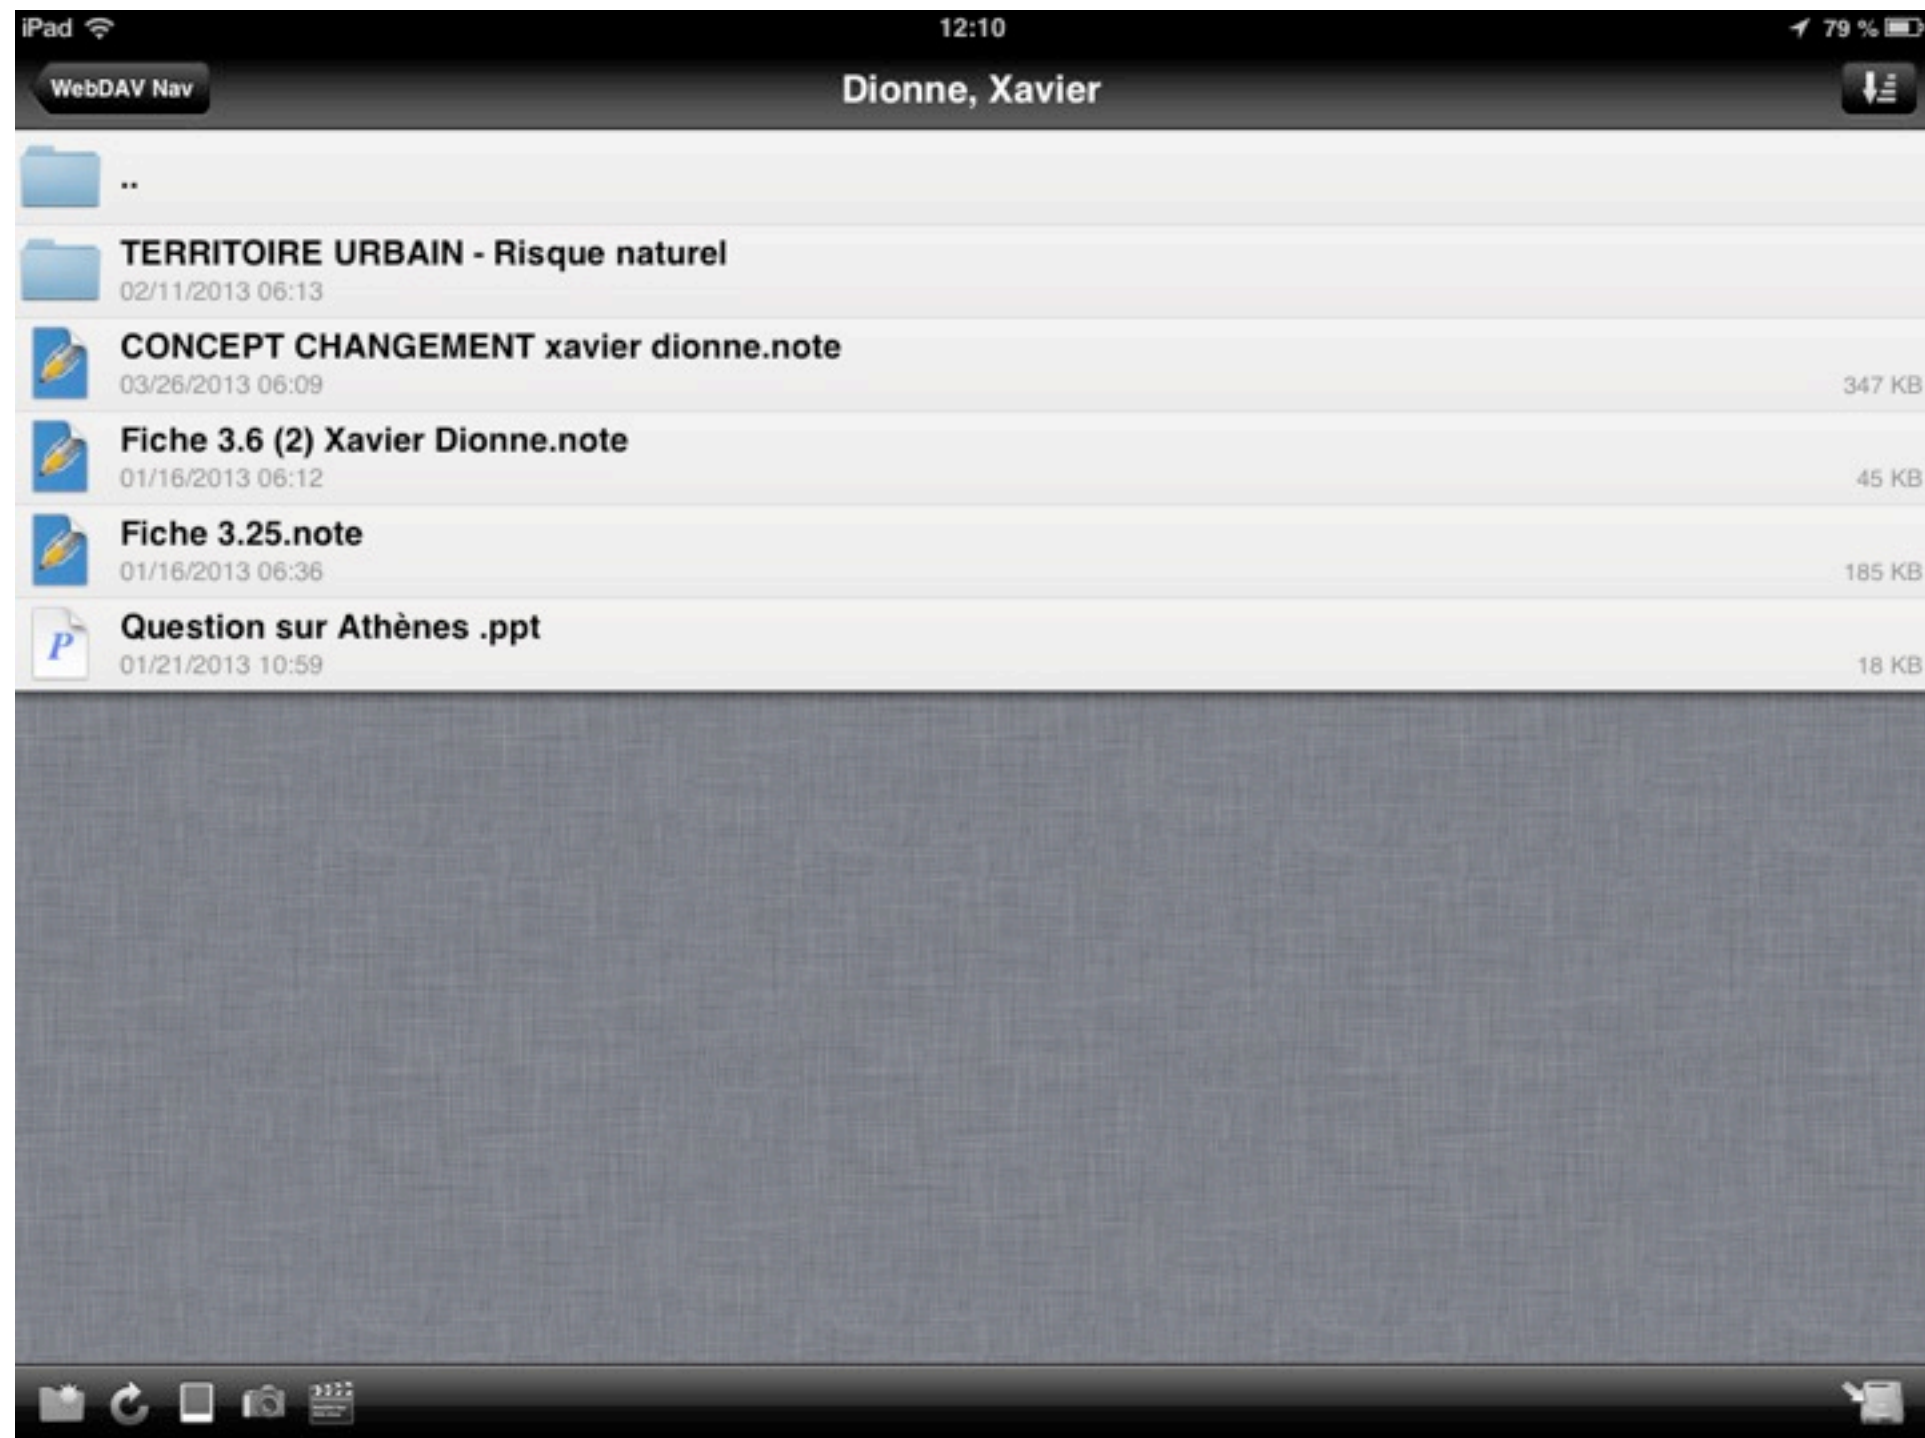 iPad 12:10 79 %
WebDAV Nav Dionne, Xavier
..
TERRITOIRE URBAIN - Risque naturel
02/11/2013 06:13
CONCEPT CHANGEMENT xavier dionne.note
03/26/2013 06:09 347 KB
Fiche 3.6 (2) Xavier Dionne.note
01/16/2013 06:12 45 KB
Fiche 3.25.note
01/16/2013 06:36 185 KB
P Question sur Athènes .ppt
01/21/2013 10:59 18 KB